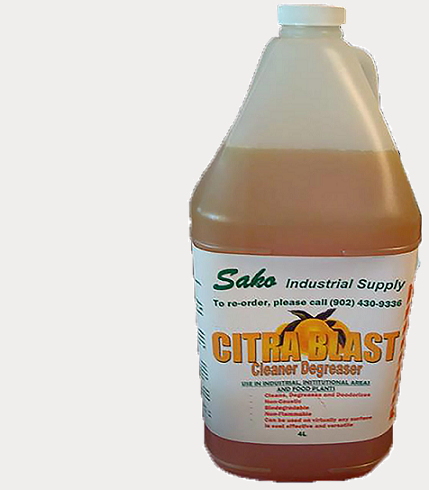 Sako Industrial Supply
To re-order, please call (902) 430-9336
CITRA BLAST
Cleaner Degreaser
USE IN INDUSTRIAL, INSTITUTIONAL AREAS
AND FOOD PLANTS
- Cleans, Degreases and Deodorizes
- Non-Caustic
- Biodegradable
- Non-Flammable
- Can be used on virtually any surface
- Is cost effective and versatile
4L